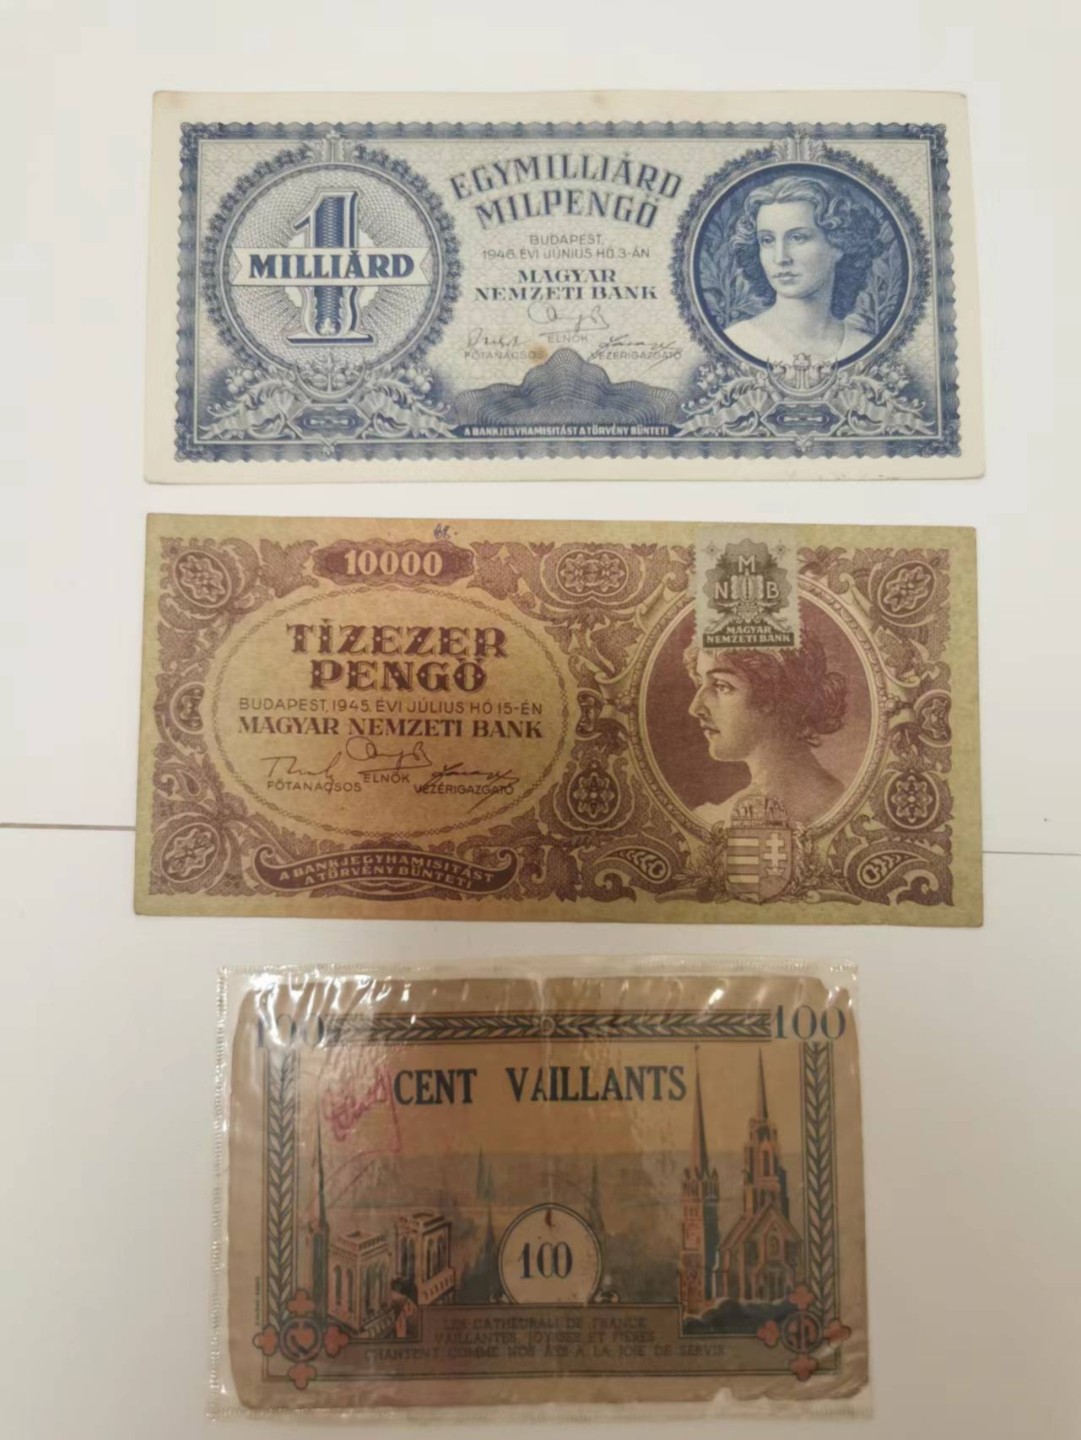 1
MILLIÁRD
EGYMILLIÁRD
MILPENGŐ
BUDAPEST,
1946. ÉVI JÚNIUS HÓ 3-ÁN
MAGYAR
NEMZETI BANK
ELNÖK
FŐTANÁCSOS VEZÉRIGAZGATÓ
A BANKJEGYHAMISITÁST A TÖRVÉNY BÜNTETI
10000
TÍZEZER
PENGŐ
BUDAPEST, 1945. ÉVI JÚLIUS HÓ 15-ÉN
MAGYAR NEMZETI BANK
ELNÖK
FŐTANÁCSOS VEZÉRIGAZGATÓ
A BANKJEGYHAMISITÁST
A TÖRVÉNY BÜNTETI
M
N B
MAGYAR
NEMZETI BANK
100 100
CENT VAILLANTS
100
LES CATHÉDRALES DE FRANCE
VAILLANTES, JOYEUSES ET FIÈRES
CHANTENT COMME NOS A LA JOIE DE SERVIR